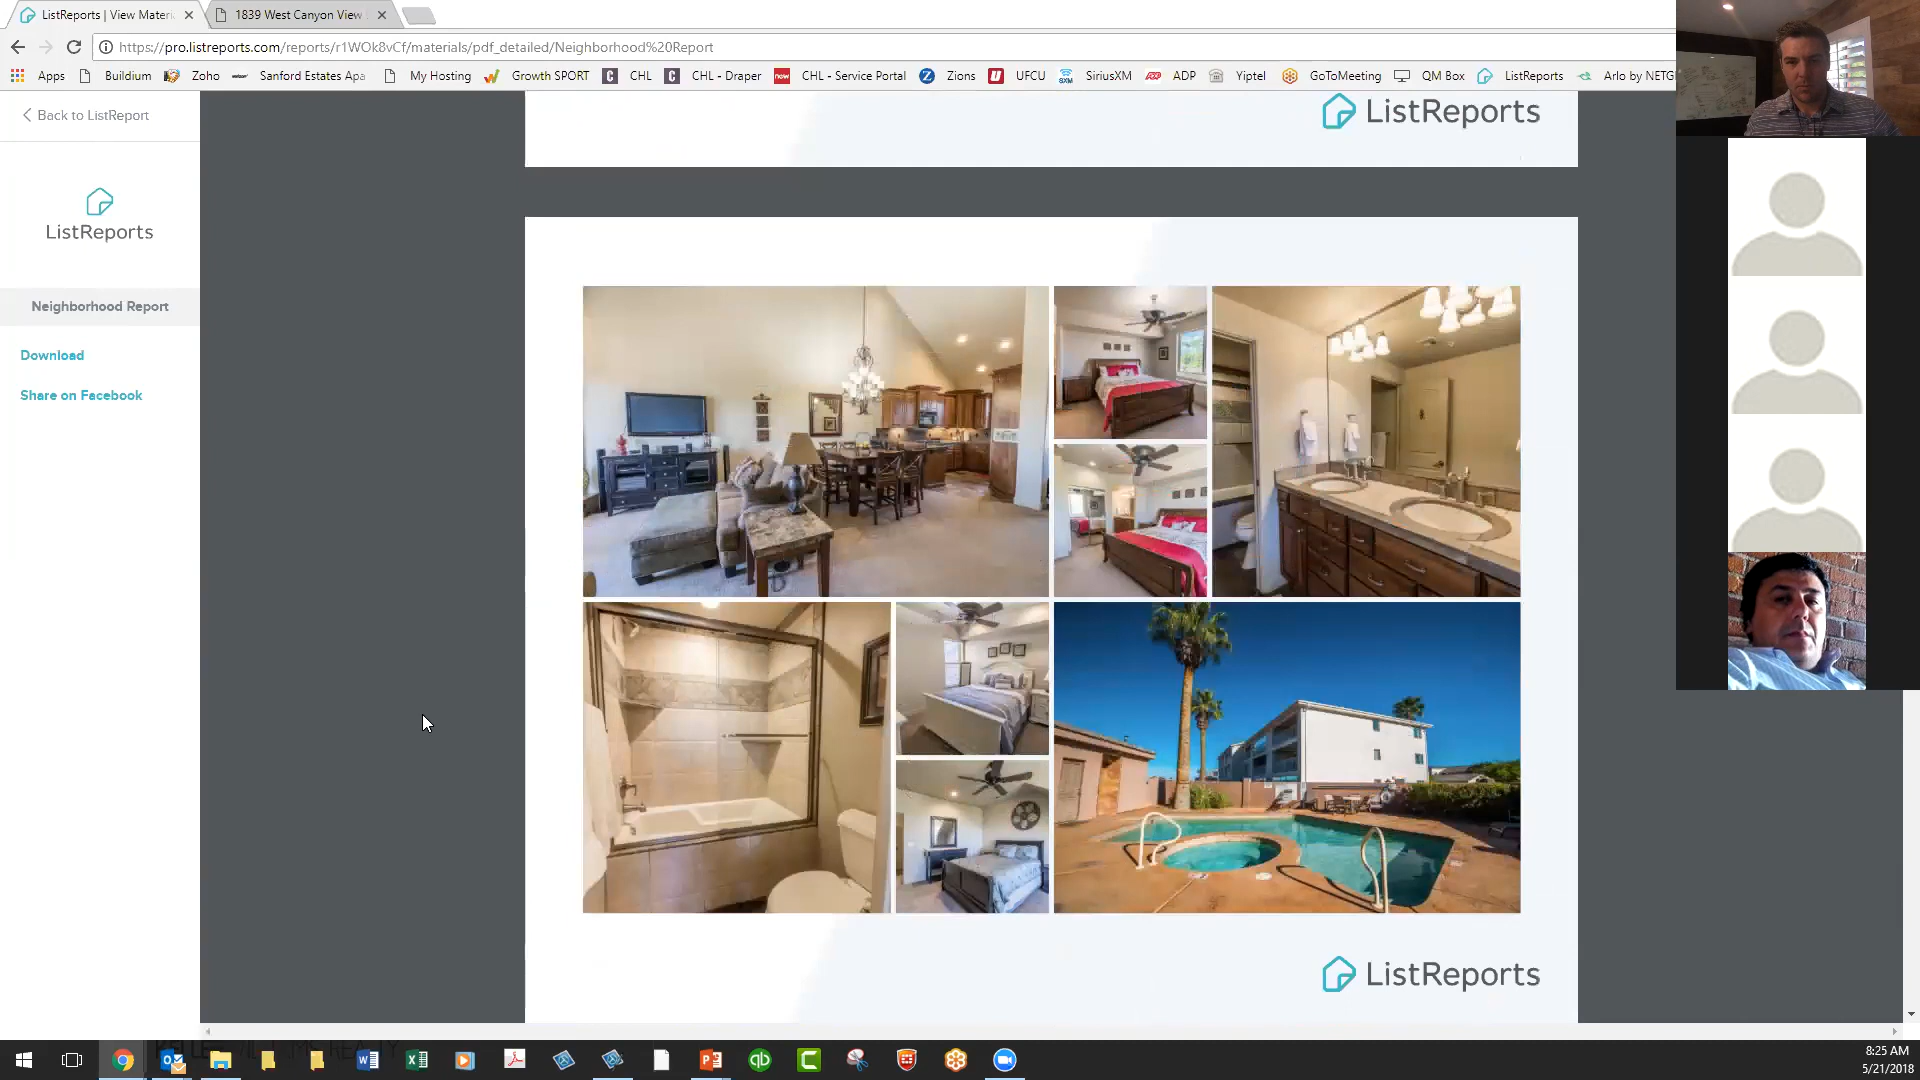 ListReports | View Materi
1839 West Canyon View
https://pro.listreports.com/reports/r1WOk8vCf/materials/pdf_detailed/Neighborhood%20Report
Apps
Buildium
Zoho
Sanford Estates Apa
My Hosting
Growth SPORT
CHL
CHL - Draper
CHL - Service Portal
Zions
UFCU
SiriusXM
ADP
Yiptel
GoToMeeting
QM Box
ListReports
Arlo by NETG
Back to ListReport
ListReports
Neighborhood Report
Download
Share on Facebook
ListReports
ListReports
8:25 AM
5/21/2018